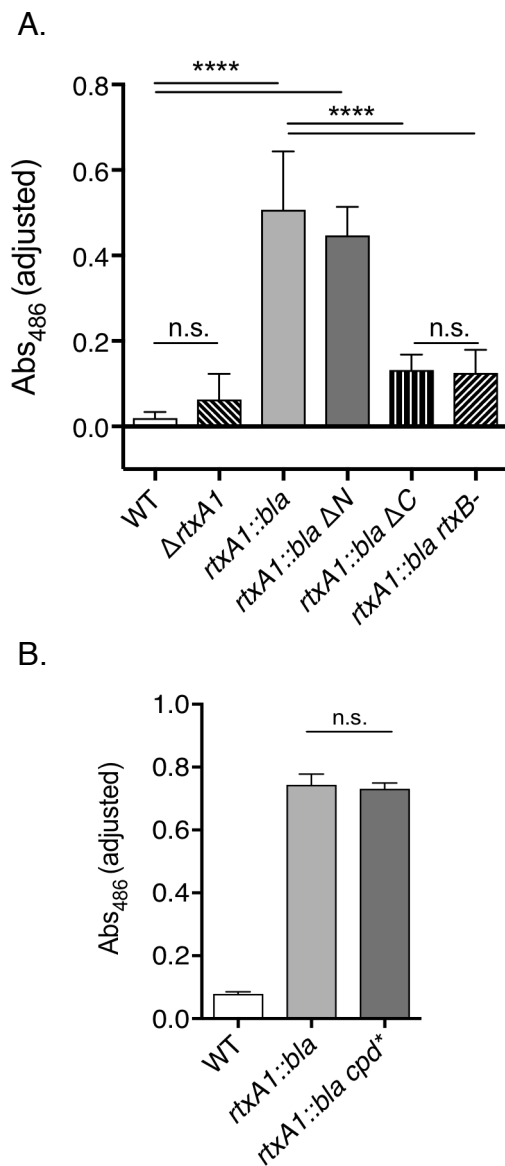 A.
****
****
0.8
0.6
0.4
0.2
0.0
Abs486 (adjusted)
n.s.
n.s.
WT
ΔrtxA1
rtxA1::bla
rtxA1::bla ΔN
rtxA1::bla ΔC
rtxA1::bla rtxB-
B.
1.0
0.8
0.6
0.4
0.2
0.0
Abs486 (adjusted)
n.s.
WT
rtxA1::bla
rtxA1::bla cpd*